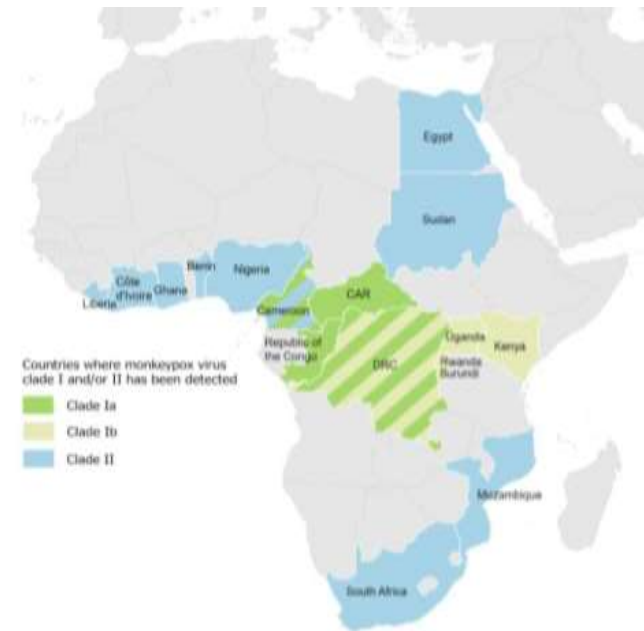 Egypt
Sudan
Benin
Nigeria
Côte
d'Ivoire
Ghana
Liberia
Cameroon
CAR
Republic of
the Congo
DRC
Uganda
Kenya
Rwanda
Burundi
Countries where monkeypox virus
clade I and/or II has been detected
Clade Ia
Clade Ib
Clade II
Mozambique
South Africa